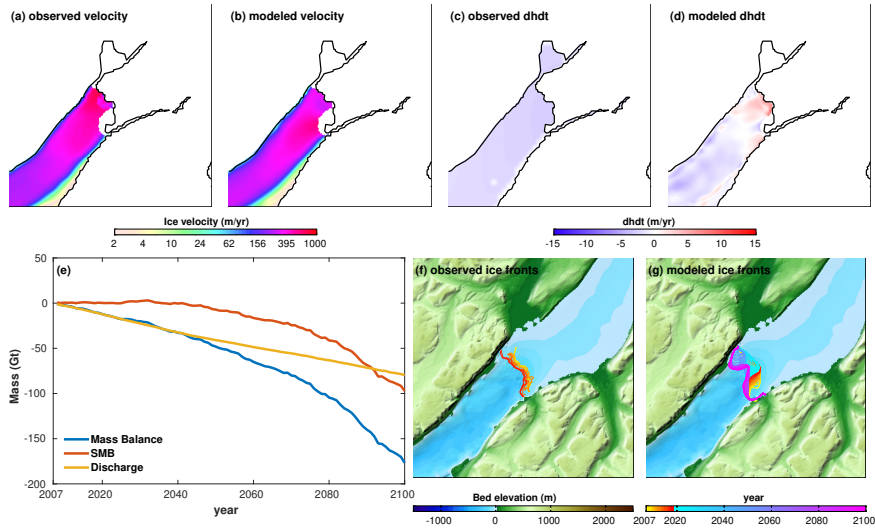 (a) observed velocity (b) modeled velocity (c) observed dhdt (d) modeled dhdt
Ice velocity (m/yr)
2 4 10 24 62 156 395 1000
dhdt (m/yr)
-15 -10 -5 0 5 10 15
(e)
50
0
-50
-100
-150
-200
Mass (Gt)
Mass Balance
SMB
Discharge
2007 2020 2040 2060 2080 2100
year
(f) observed ice fronts
(g) modeled ice fronts
Bed elevation (m)
-1000 0 1000 2000
year
2007 2020 2040 2060 2080 2100